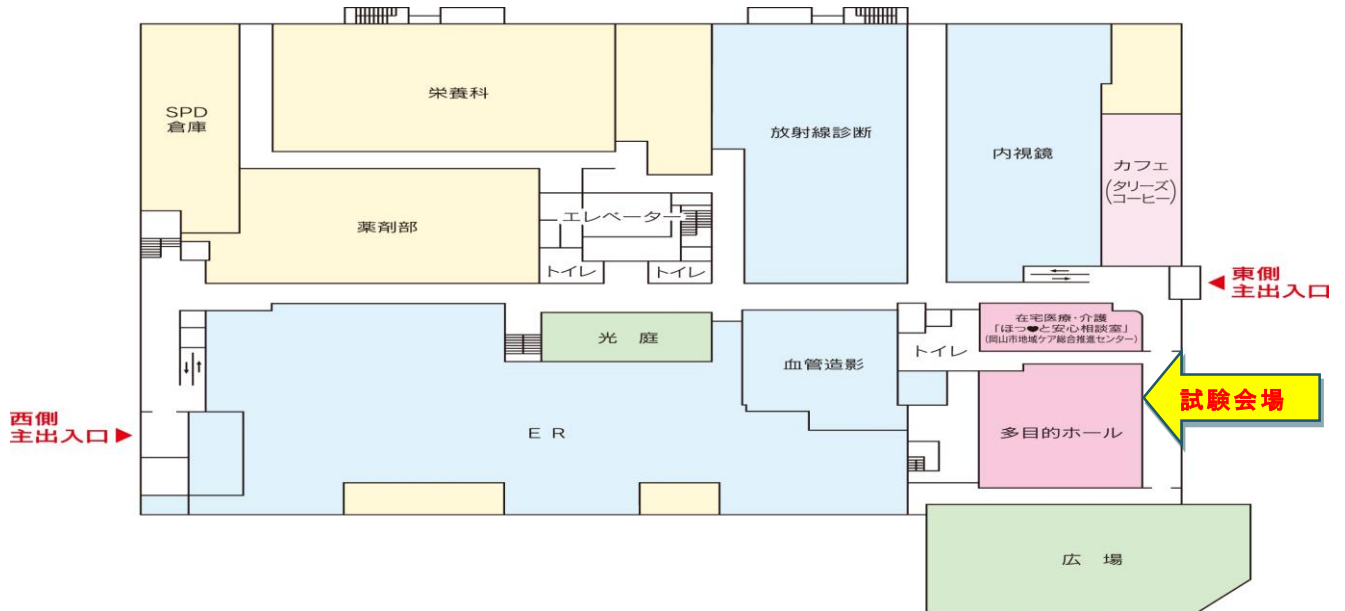 栄養科
SPD
倉庫
放射線診断
内視鏡
カフェ
(タリーズ
コーヒー)
薬剤部
エレベーター
トイレ
トイレ
東側
主出入口
光 庭
在宅医療・介護
「ほっ♥と安心相談室」
(岡山市地域ケア総合推進センター)
トイレ
血管造影
試験会場
西側
主出入口
E R
多目的ホール
広 場